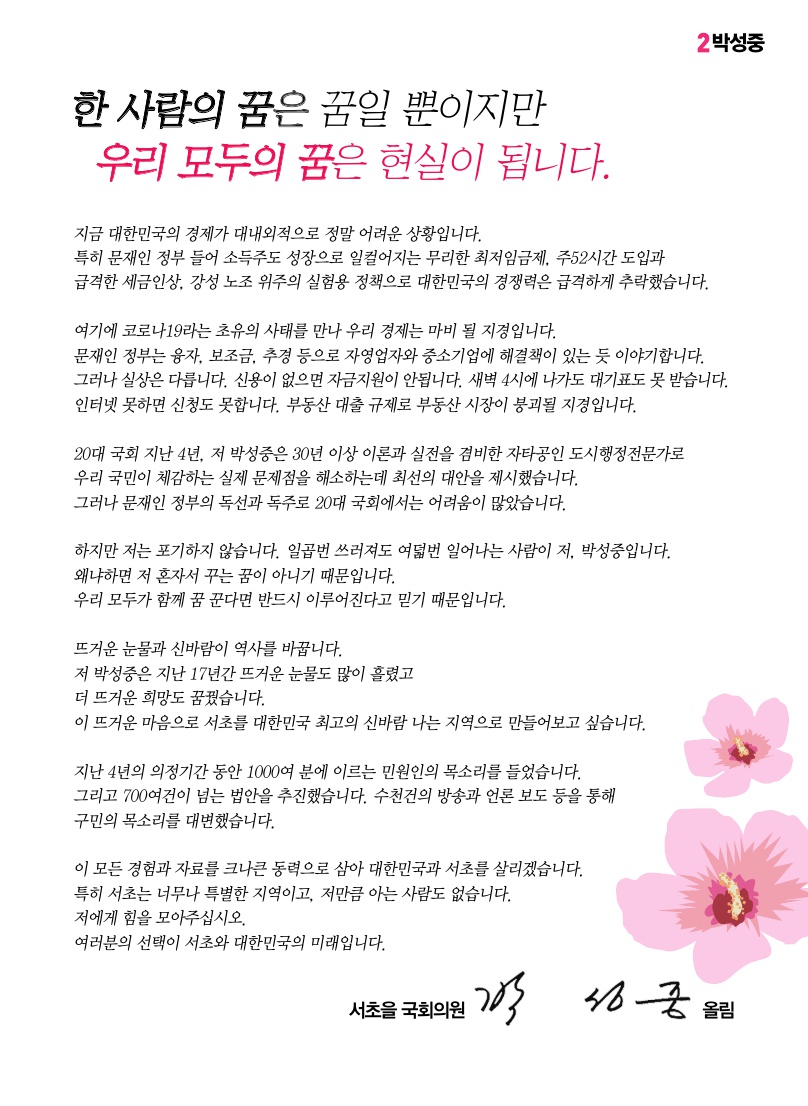 2박성중
한 사람의 꿈은 꿈일 뿐이지만
우리 모두의 꿈은 현실이 됩니다.
지금 대한민국의 경제가 대내외적으로 정말 어려운 상황입니다.
특히 문재인 정부 들어 소득주도 성장으로 일컬어지는 무리한 최저임금제, 주52시간 도입과
급격한 세금인상, 강성 노조 위주의 실험용 정책으로 대한민국의 경쟁력은 급격하게 추락했습니다.
여기에 코로나19라는 초유의 사태를 만나 우리 경제는 마비 될 지경입니다.
문재인 정부는 융자, 보조금, 추경 등으로 자영업자와 중소기업에 해결책이 있는 듯 이야기합니다.
그러나 실상은 다릅니다. 신용이 없으면 자금지원이 안됩니다. 새벽 4시에 나가도 대기표도 못 받습니다.
인터넷 못하면 신청도 못합니다. 부동산 대출 규제로 부동산 시장이 붕괴될 지경입니다.
20대 국회 지난 4년, 저 박성중은 30년 이상 이론과 실전을 겸비한 자타공인 도시행정전문가로
우리 국민이 체감하는 실제 문제점을 해소하는데 최선의 대안을 제시했습니다.
그러나 문재인 정부의 독선과 독주로 20대 국회에서는 어려움이 많았습니다.
하지만 저는 포기하지 않습니다. 일곱번 쓰러져도 여덟번 일어나는 사람이 저, 박성중입니다.
왜냐하면 저 혼자서 꾸는 꿈이 아니기 때문입니다.
우리 모두가 함께 꿈 꾼다면 반드시 이루어진다고 믿기 때문입니다.
뜨거운 눈물과 신바람이 역사를 바꿉니다.
저 박성중은 지난 17년간 뜨거운 눈물도 많이 흘렸고
더 뜨거운 희망도 꿈꿨습니다.
이 뜨거운 마음으로 서초를 대한민국 최고의 신바람 나는 지역으로 만들어보고 싶습니다.
지난 4년의 의정기간 동안 1000여 분에 이르는 민원인의 목소리를 들었습니다.
그리고 700여건이 넘는 법안을 추진했습니다. 수천건의 방송과 언론 보도 등을 통해
구민의 목소리를 대변했습니다.
이 모든 경험과 자료를 크나큰 동력으로 삼아 대한민국과 서초를 살리겠습니다.
특히 서초는 너무나 특별한 지역이고, 저만큼 아는 사람도 없습니다.
저에게 힘을 모아주십시오.
여러분의 선택이 서초와 대한민국의 미래입니다.
서초을 국회의원 박 성 중 올림